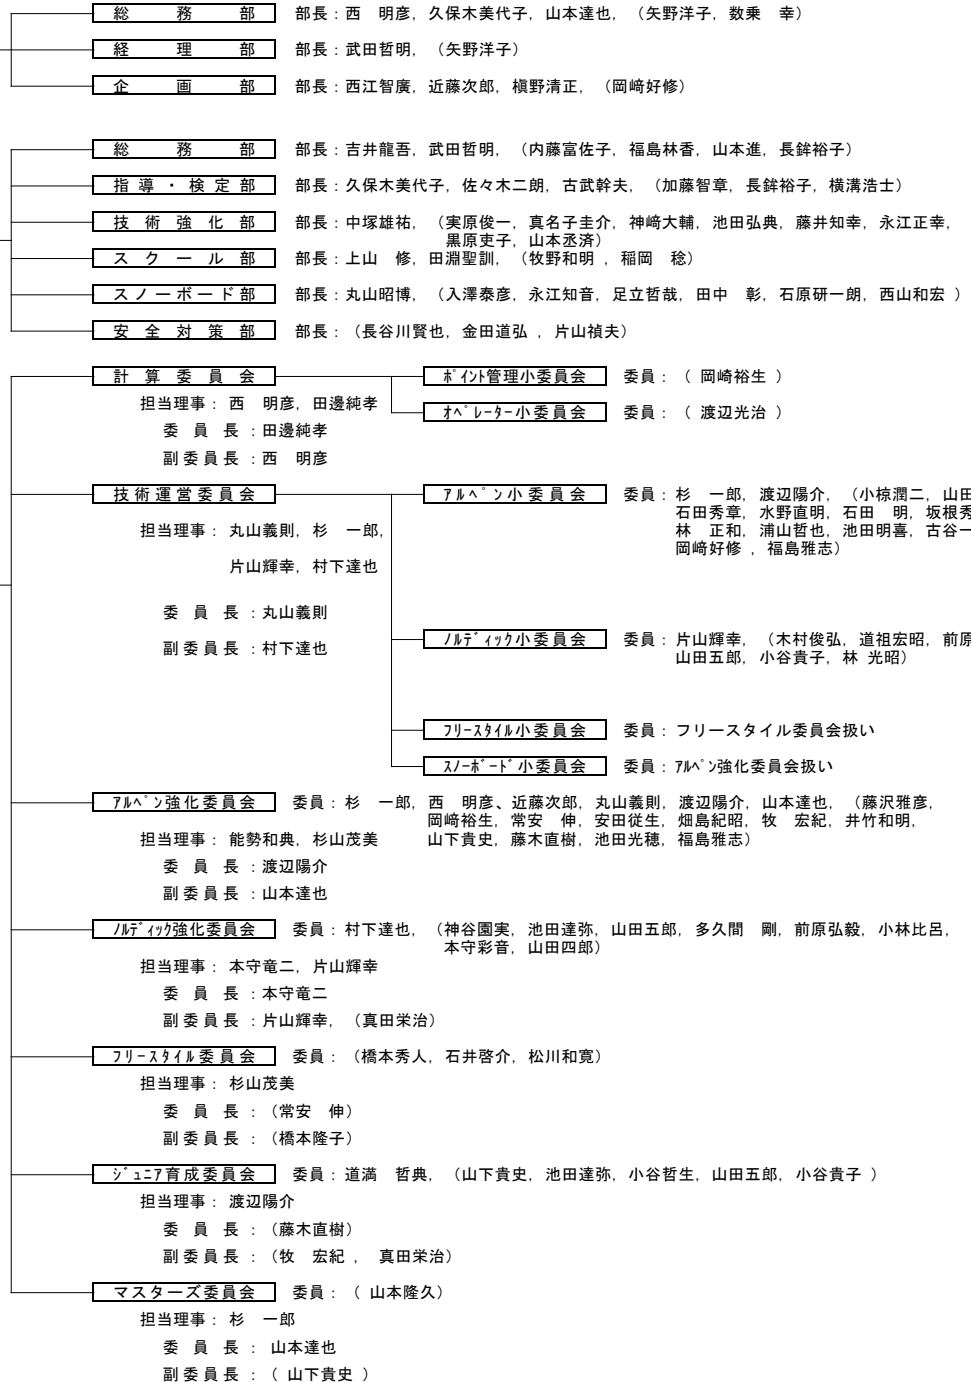 総務部 部長：西　明彦，久保木美代子，山本達也，（矢野洋子，数乗　幸）
経理部 部長：武田哲明，（矢野洋子）
企画部 部長：西江智廣，近藤次郎，槇野清正，（岡﨑好修）
総務部 部長：吉井龍吾，武田哲明，（内藤富佐子，福島林香，山本進，長鉾裕子）
指導・検定部 部長：久保木美代子，佐々木二朗，古武幹夫，（加藤智章，長鉾裕子，横溝浩士）
技術強化部 部長：中塚雄祐，（実原俊一，真名子圭介，神﨑大輔，池田弘典，藤井知幸，永江正幸，
黒原吏子，山本丞済）
スクール部 部長：上山　修，田淵聖訓，（牧野和明 ，稲岡　稔）
スノーボード部 部長：丸山昭博，（入澤泰彦，永江知音，足立哲哉，田中　彰，石原研一朗，西山和宏 ）
安全対策部 部長：（長谷川賢也，金田道弘 ，片山禎夫）
計算委員会 ﾎﾟｲﾝﾄ管理小委員会 委員：（ 岡崎裕生 ）
担当理事：西　明彦，田邊純孝 ｵﾍﾟﾚｰﾀｰ小委員会 委員：（ 渡辺光治 ）
委員長：田邊純孝
副委員長：西　明彦
技術運営委員会 ｱﾙﾍﾟﾝ小委員会 委員：杉　一郎，渡辺陽介，（小椋潤二，山田
石田秀章，水野直明，石田　明，坂根秀
担当理事：丸山義則，杉　一郎， 林　正和，浦山哲也，池田明喜，古谷一
岡﨑好修 ，福島雅志）
片山輝幸，村下達也
委員長：丸山義則
副委員長：村下達也 ﾉﾙﾃﾞｨｯｸ小委員会 委員：片山輝幸，（木村俊弘，道祖宏昭，前原
山田五郎，小谷貴子，林 光昭）
ﾌﾘｰｽﾀｲﾙ小委員会 委員：フリースタイル委員会扱い
ｽﾉｰﾎﾞｰﾄﾞ小委員会 委員：ｱﾙﾍﾟﾝ強化委員会扱い
ｱﾙﾍﾟﾝ強化委員会 委員：杉　一郎，西　明彦、近藤次郎，丸山義則，渡辺陽介，山本達也，（藤沢雅彦，
岡崎裕生，常安　伸，安田従生，畑島紀昭，牧　宏紀，井竹和明，
担当理事：能勢和典，杉山茂美 山下貴史，藤木直樹，池田光穂，福島雅志）
委員長：渡辺陽介
副委員長：山本達也
ﾉﾙﾃﾞｨｯｸ強化委員会 委員：村下達也，（神谷園実，池田達弥，山田五郎，多久間　剛，前原弘毅，小林比呂，
本守彩音，山田四郎）
担当理事：本守竜二，片山輝幸
委員長：本守竜二
副委員長：片山輝幸，（真田栄治）
ﾌﾘｰｽﾀｲﾙ委員会 委員：（橋本秀人，石井啓介，松川和寛）
担当理事：杉山茂美
委員長：（常安　伸）
副委員長：（橋本隆子）
ｼﾞｭﾆｱ育成委員会 委員：道満　哲典，（山下貴史，池田達弥，小谷哲生，山田五郎，小谷貴子 ）
担当理事：渡辺陽介
委員長：（藤木直樹）
副委員長：（牧　宏紀 ，　真田栄治）
マスターズ委員会 委員：（ 山本隆久）
担当理事：杉　一郎
委員長： 山本達也
副委員長：（ 山下貴史 ）